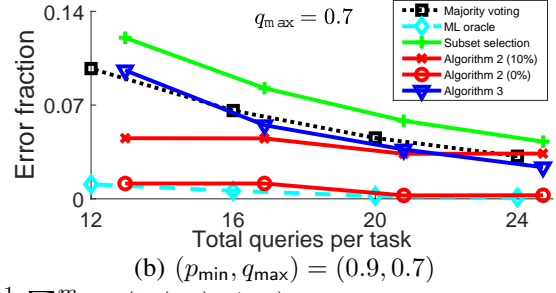 0.14
q_max = 0.7
Majority voting
ML oracle
Subset selection
Algorithm 2 (10%)
Algorithm 2 (0%)
Algorithm 3
Error fraction
0.07
0
12
16
20
24
Total queries per task
(b) (p_min, q_max) = (0.9, 0.7)